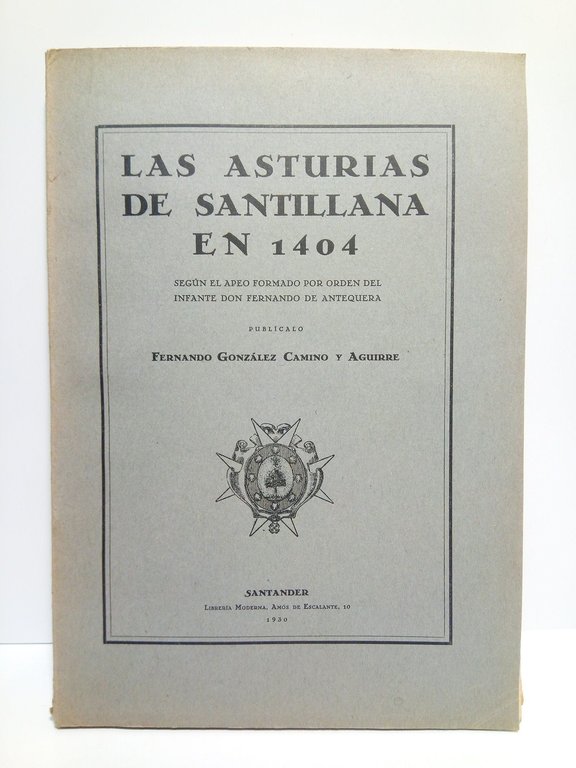 LAS ASTURIAS
DE SANTILLANA
EN 1404
SEGÚN EL APEO FORMADO POR ORDEN DEL
INFANTE DON FERNANDO DE ANTEQUERA
PUBLÍCALO
FERNANDO GONZÁLEZ CAMINO Y AGUIRRE
SANTANDER
LIBRERÍA MODERNA, AMÓS DE ESCALANTE, 10
1930